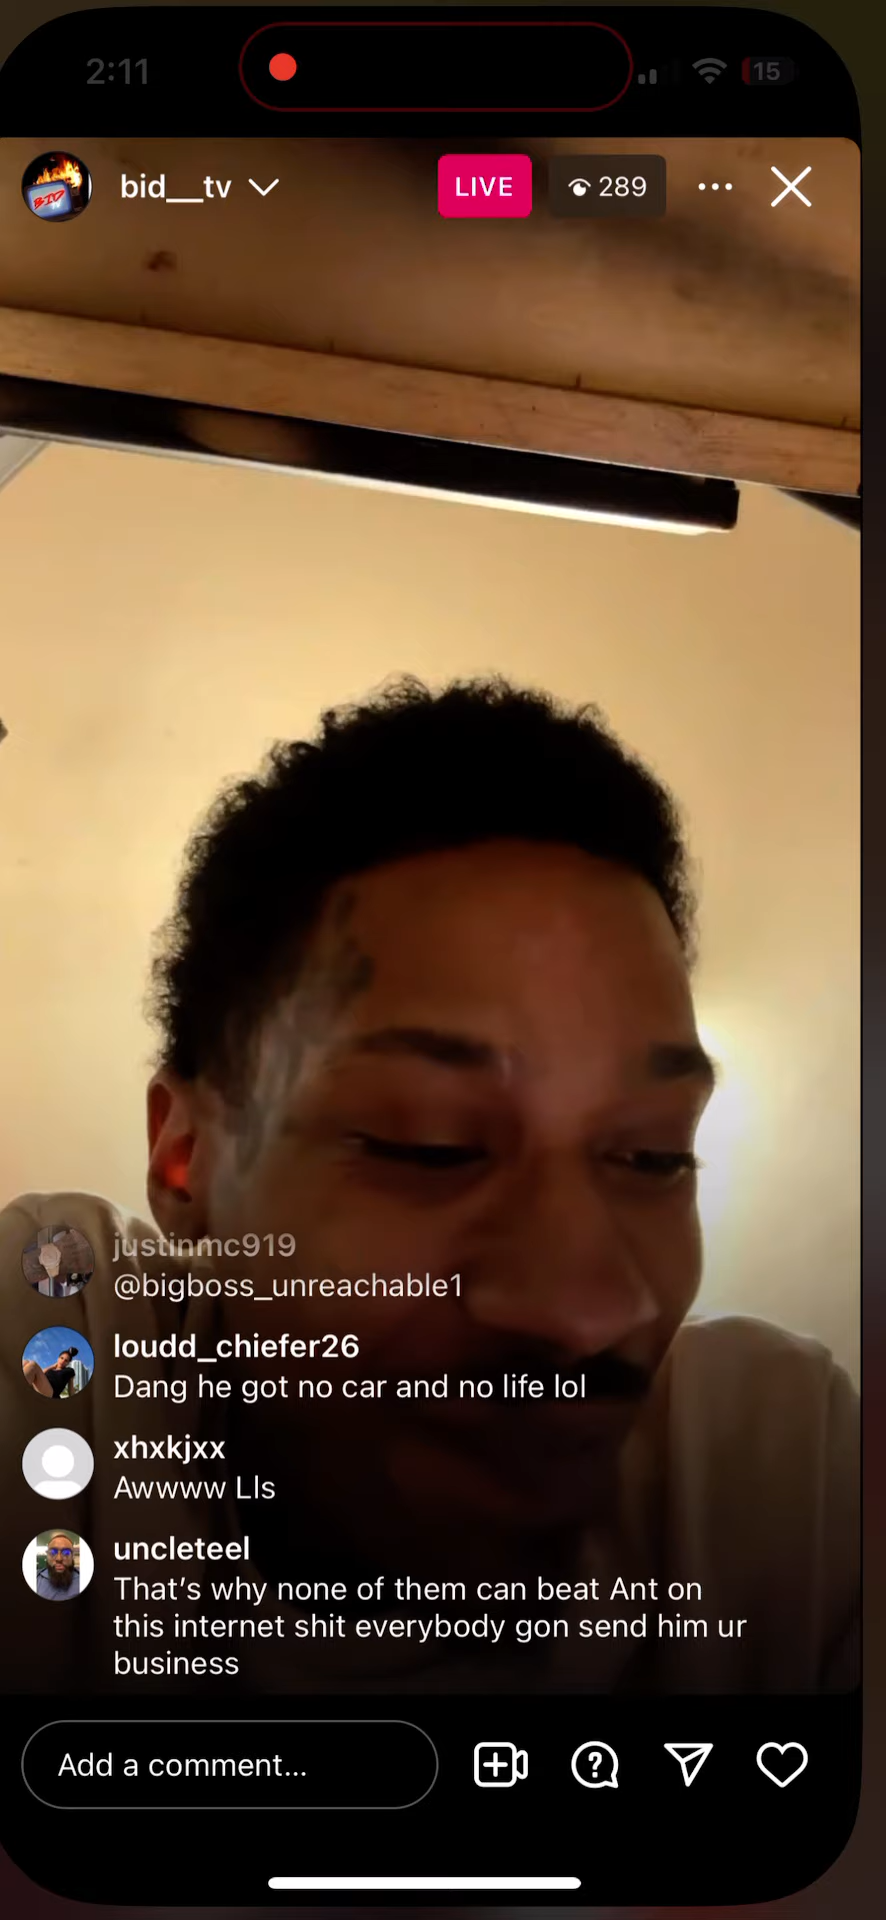 2:11
15
bid__tv
LIVE
289
BID
justinmc919
@bigboss_unreachable1
loudd_chiefer26
Dang he got no car and no life lol
xhxkjxx
Awwww Lls
uncleteel
That's why none of them can beat Ant on
this internet shit everybody gon send him ur
business
Add a comment...